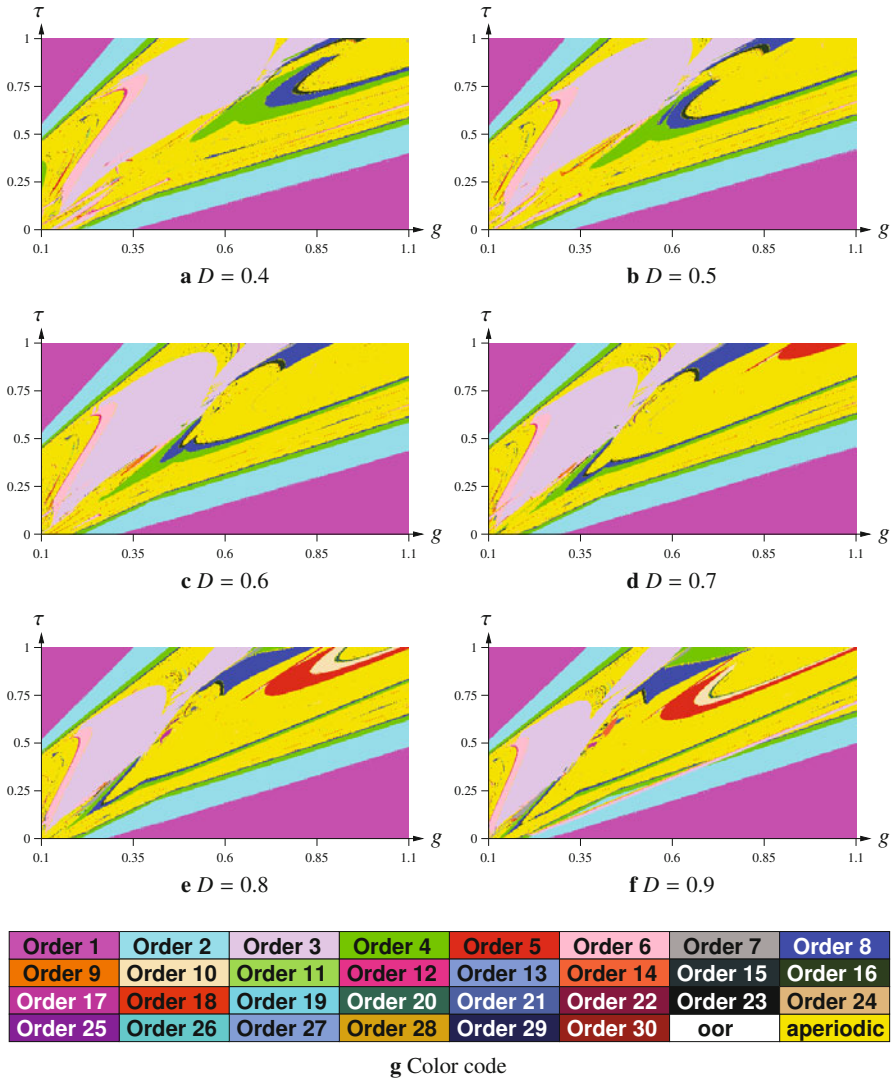 τ τ
1 1
0.75 0.75
0.5 0.5
0.25 0.25
0 g 0 g
0.1 0.35 0.6 0.85 1.1 0.1 0.35 0.6 0.85 1.1
a D = 0.4 b D = 0.5
τ τ
1 1
0.75 0.75
0.5 0.5
0.25 0.25
0 g 0 g
0.1 0.35 0.6 0.85 1.1 0.1 0.35 0.6 0.85 1.1
c D = 0.6 d D = 0.7
τ τ
1 1
0.75 0.75
0.5 0.5
0.25 0.25
0 g 0 g
0.1 0.35 0.6 0.85 1.1 0.1 0.35 0.6 0.85 1.1
e D = 0.8 f D = 0.9
Order 1 Order 2 Order 3 Order 4 Order 5 Order 6 Order 7 Order 8
Order 9 Order 10 Order 11 Order 12 Order 13 Order 14 Order 15 Order 16
Order 17 Order 18 Order 19 Order 20 Order 21 Order 22 Order 23 Order 24
Order 25 Order 26 Order 27 Order 28 Order 29 Order 30 oor aperiodic
g Color code